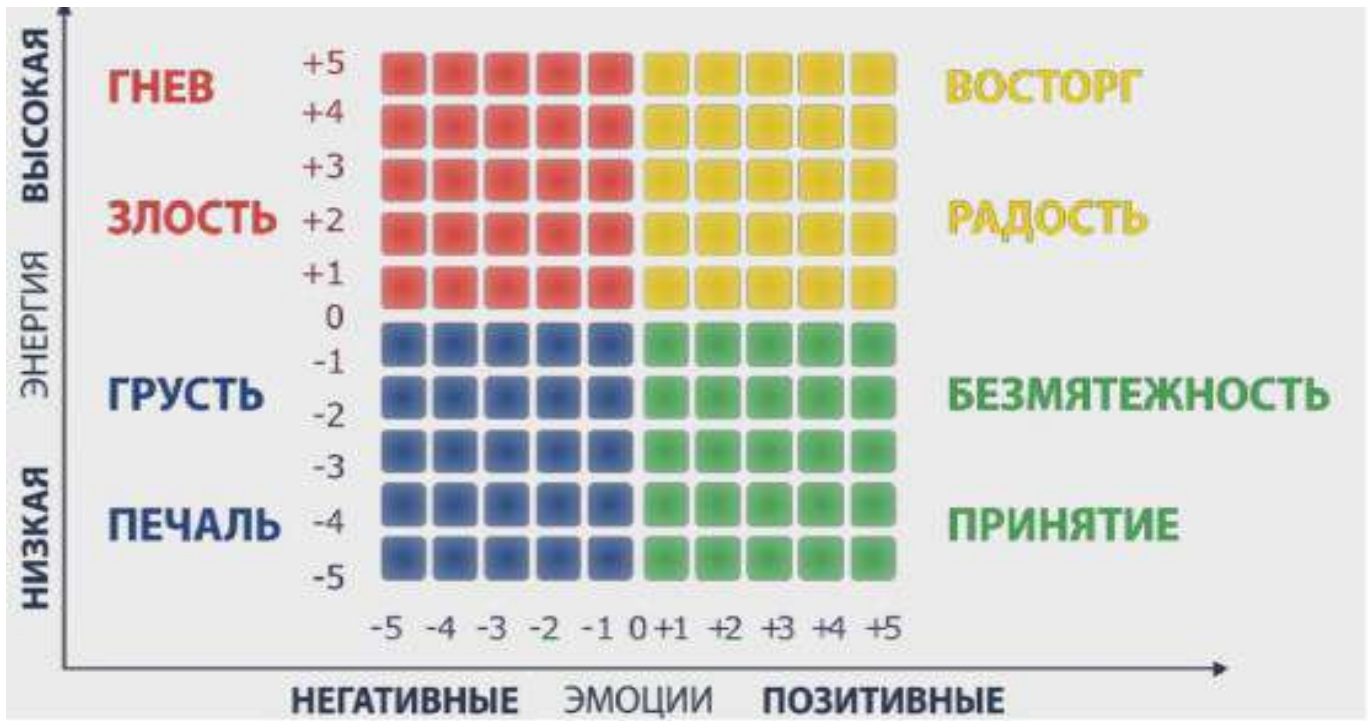 ВЫСОКАЯ
ЭНЕРГИЯ
НИЗКАЯ
ГНЕВ
ЗЛОСТЬ
ГРУСТЬ
ПЕЧАЛЬ
+5
+4
+3
+2
+1
0
-1
-2
-3
-4
-5
ВОСТОРГ
РАДОСТЬ
БЕЗМЯТЕЖНОСТЬ
ПРИНЯТИЕ
-5 -4 -3 -2 -1 0 +1 +2 +3 +4 +5
НЕГАТИВНЫЕ ЭМОЦИИ ПОЗИТИВНЫЕ